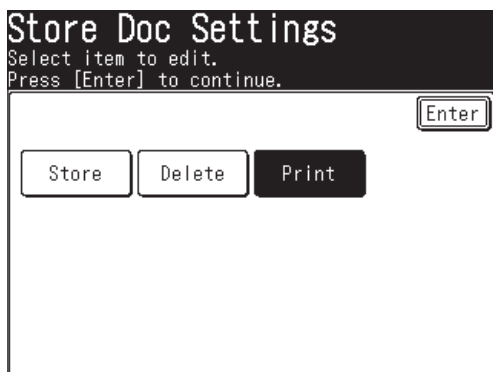 Store Doc Settings
Select item to edit.
Press [Enter] to continue.
Enter
Store Delete Print